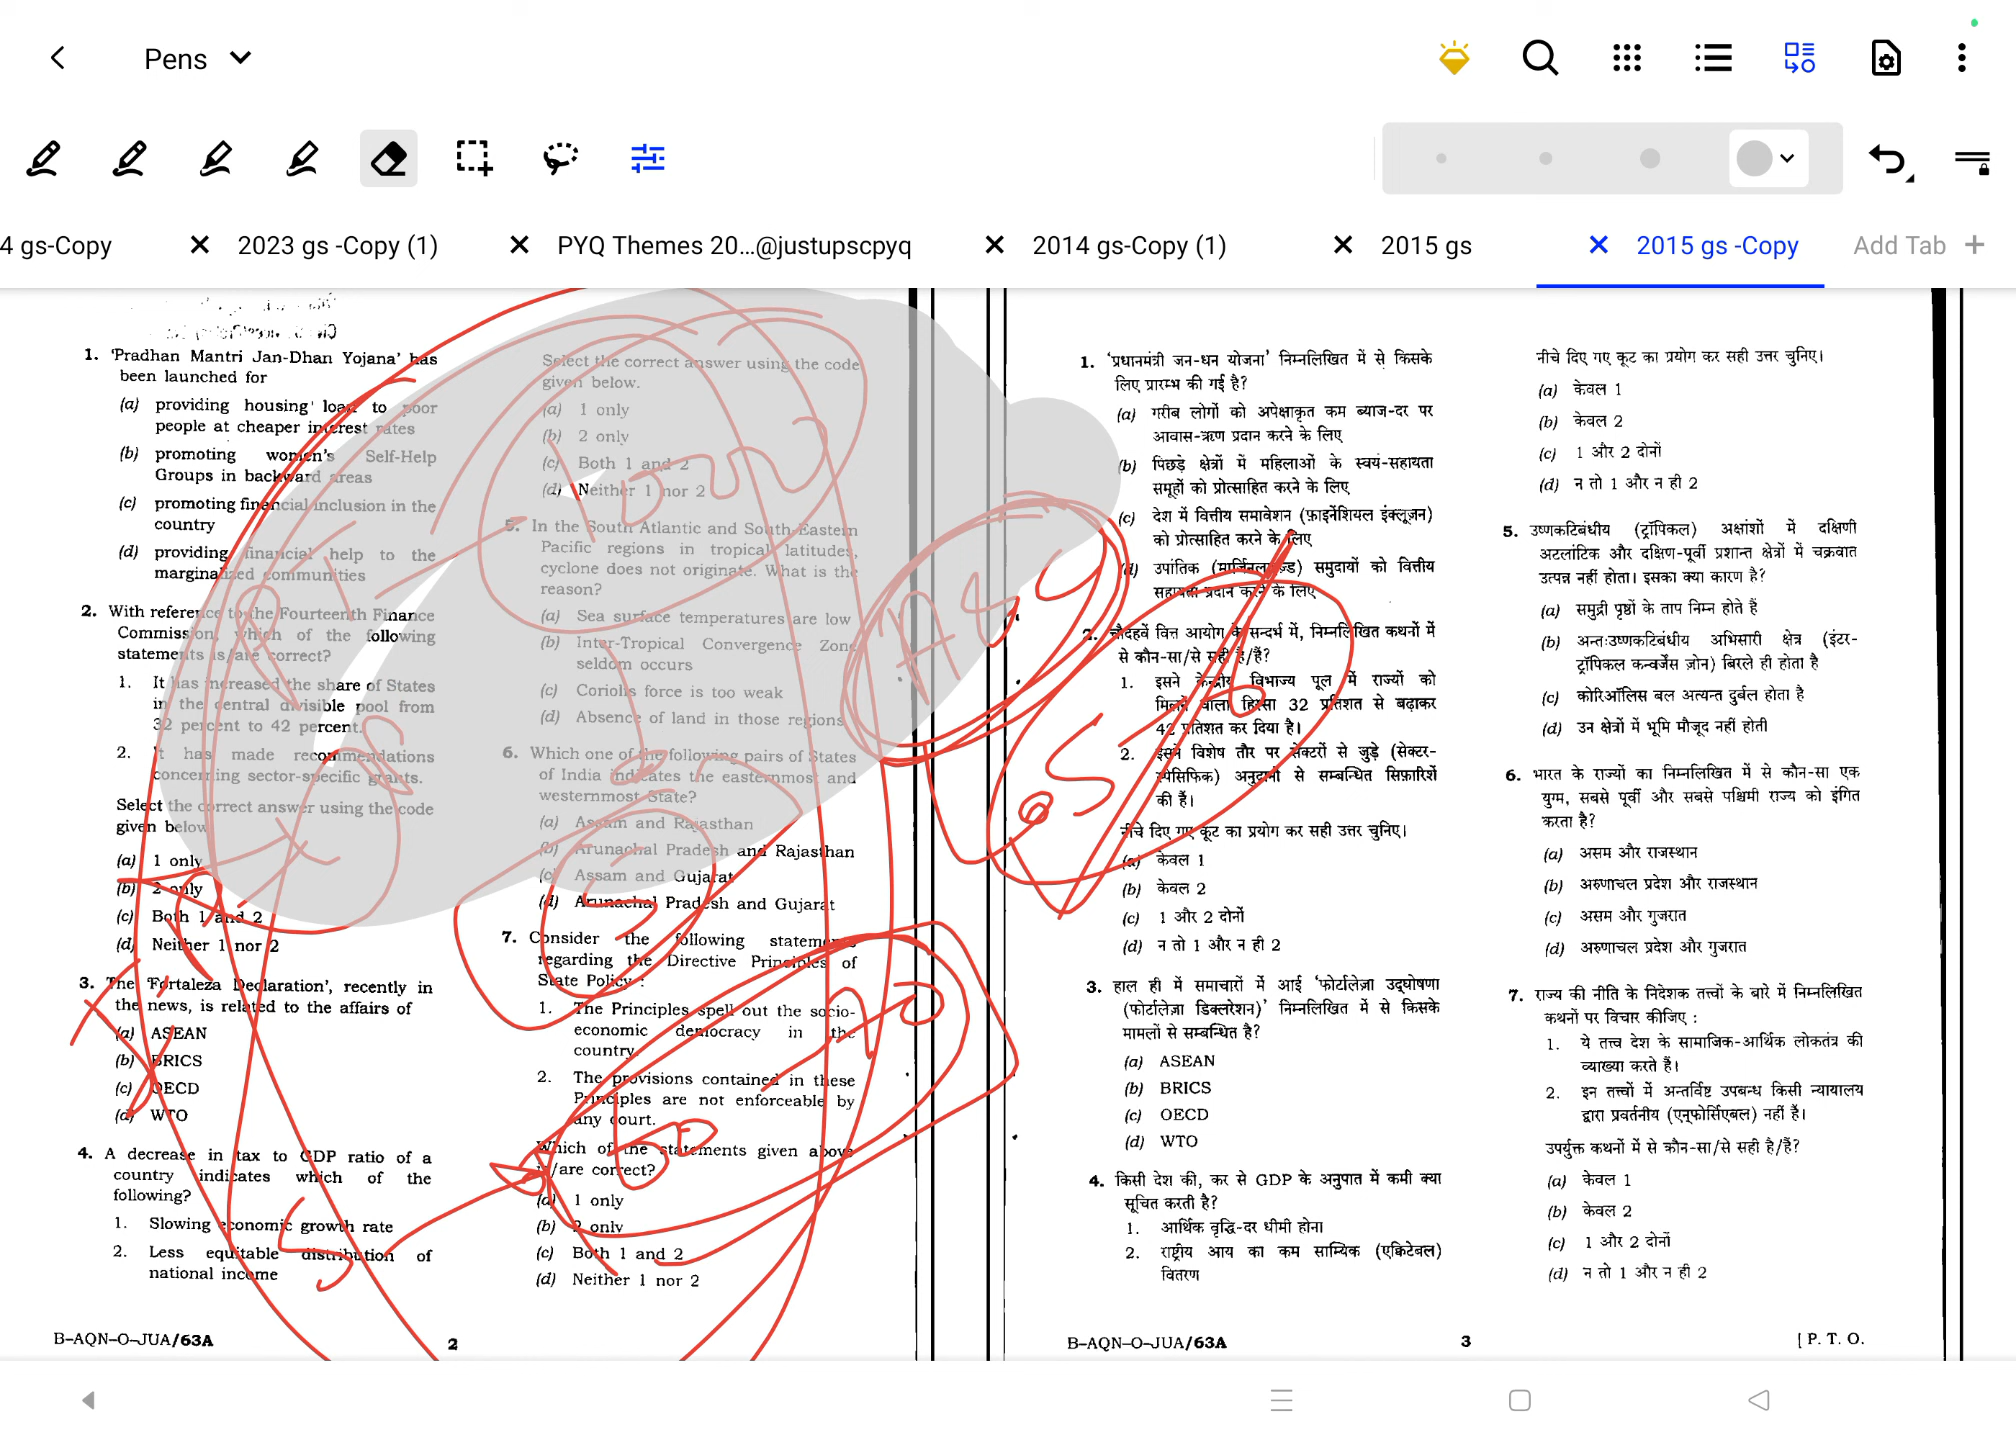 Pens
4 gs-Copy
2023 gs -Copy (1)
PYQ Themes 20...@justupscpyq
2014 gs-Copy (1)
2015 gs
2015 gs -Copy
Add Tab +
1. 'Pradhan Mantri Jan-Dhan Yojana' has
been launched for
(a) providing housing loan to poor
people at cheaper interest rates
(b) promoting women's Self-Help
Groups in backward areas
(c) promoting financial inclusion in the
country
(d) providing financial help to the
marginalized communities
2. With reference to the Fourteenth Finance
Commission, which of the following
statements is/are correct?
1. It has increased the share of States
in the central divisible pool from
32 percent to 42 percent.
2. It has made recommendations
concerning sector-specific grants.
Select the correct answer using the code
given below
(a) 1 only
(b) 2 only
(c) Both 1 and 2
(d) Neither 1 nor 2
3. The 'Fortaleza Declaration', recently in
the news, is related to the affairs of
(a) ASEAN
(b) BRICS
(c) OECD
(d) WTO
4. A decrease in tax to GDP ratio of a
country indicates which of the
following?
1. Slowing economic growth rate
2. Less equitable distribution of
national income
B-AQN-O-JUA/63A
2
Select the correct answer using the code
given below.
(a) 1 only
(b) 2 only
(c) Both 1 and 2
(d) Neither 1 nor 2
5. In the South Atlantic and South-Eastern
Pacific regions in tropical latitudes,
cyclone does not originate. What is the
reason?
(a) Sea surface temperatures are low
(b) Inter-Tropical Convergence Zone
seldom occurs
(c) Coriolis force is too weak
(d) Absence of land in those regions
6. Which one of the following pairs of States
of India indicates the easternmost and
westernmost State?
(a) Assam and Rajasthan
(b) Arunachal Pradesh and Rajasthan
(c) Assam and Gujarat
(d) Arunachal Pradesh and Gujarat
7. Consider the following statements
regarding the Directive Principles of
State Policy :
1. The Principles spell out the socio-
economic democracy in the
country.
2. The provisions contained in these
Principles are not enforceable by
any court.
Which of the statements given above
is/are correct?
(a) 1 only
(b) 2 only
(c) Both 1 and 2
(d) Neither 1 nor 2
1. 'प्रधानमंत्री जन-धन योजना' निम्नलिखित में से किसके
लिए प्रारम्भ की गई है?
(a) गरीब लोगों को अपेक्षाकृत कम ब्याज-दर पर
आवास-ऋण प्रदान करने के लिए
(b) पिछड़े क्षेत्रों में महिलाओं के स्वयं-सहायता
समूहों को प्रोत्साहित करने के लिए
(c) देश में वित्तीय समावेशन (फ़ाइनेंशियल इंक्लूज़न)
को प्रोत्साहित करने के लिए
(d) उपांतिक (मार्जिनलाइज़्ड) समुदायों को वित्तीय
सहायता प्रदान करने के लिए
2. चौदहवें वित्त आयोग के सन्दर्भ में, निम्नलिखित कथनों में
से कौन-सा/से सही है/हैं?
1. इसने केन्द्रीय विभाज्य पूल में राज्यों को
मिलने वाला हिस्सा 32 प्रतिशत से बढ़ाकर
42 प्रतिशत कर दिया है।
2. इसने विशेष तौर पर सेक्टरों से जुड़े (सेक्टर-
स्पेसिफिक) अनुदानों से सम्बन्धित सिफ़ारिशें
की हैं।
नीचे दिए गए कूट का प्रयोग कर सही उत्तर चुनिए।
(a) केवल 1
(b) केवल 2
(c) 1 और 2 दोनों
(d) न तो 1 और न ही 2
3. हाल ही में समाचारों में आई 'फोर्टालेज़ा उद्घोषणा
(फोर्टालेज़ा डिक्लरेशन)' निम्नलिखित में से किसके
मामलों से सम्बन्धित है?
(a) ASEAN
(b) BRICS
(c) OECD
(d) WTO
4. किसी देश की, कर से GDP के अनुपात में कमी क्या
सूचित करती है?
1. आर्थिक वृद्धि-दर धीमी होना
2. राष्ट्रीय आय का कम साम्यिक (एक्विटेबल)
वितरण
B-AQN-O-JUA/63A
3
नीचे दिए गए कूट का प्रयोग कर सही उत्तर चुनिए।
(a) केवल 1
(b) केवल 2
(c) 1 और 2 दोनों
(d) न तो 1 और न ही 2
5. उष्णकटिबंधीय (ट्रॉपिकल) अक्षांशों में दक्षिणी
अटलांटिक और दक्षिण-पूर्वी प्रशान्त क्षेत्रों में चक्रवात
उत्पन्न नहीं होता। इसका क्या कारण है?
(a) समुद्री पृष्ठों के ताप निम्न होते हैं
(b) अन्तःउष्णकटिबंधीय अभिसारी क्षेत्र (इंटर-
ट्रॉपिकल कन्वर्जेंस ज़ोन) बिरले ही होता है
(c) कोरिऑलिस बल अत्यन्त दुर्बल होता है
(d) उन क्षेत्रों में भूमि मौजूद नहीं होती
6. भारत के राज्यों का निम्नलिखित में से कौन-सा एक
युग्म, सबसे पूर्वी और सबसे पश्चिमी राज्य को इंगित
करता है?
(a) असम और राजस्थान
(b) अरुणाचल प्रदेश और राजस्थान
(c) असम और गुजरात
(d) अरुणाचल प्रदेश और गुजरात
7. राज्य की नीति के निदेशक तत्त्वों के बारे में निम्नलिखित
कथनों पर विचार कीजिए :
1. ये तत्त्व देश के सामाजिक-आर्थिक लोकतंत्र की
व्याख्या करते हैं।
2. इन तत्त्वों में अन्तर्विष्ट उपबन्ध किसी न्यायालय
द्वारा प्रवर्तनीय (एन्फोर्सिएबल) नहीं हैं।
उपर्युक्त कथनों में से कौन-सा/से सही है/हैं?
(a) केवल 1
(b) केवल 2
(c) 1 और 2 दोनों
(d) न तो 1 और न ही 2
[ P. T. O.